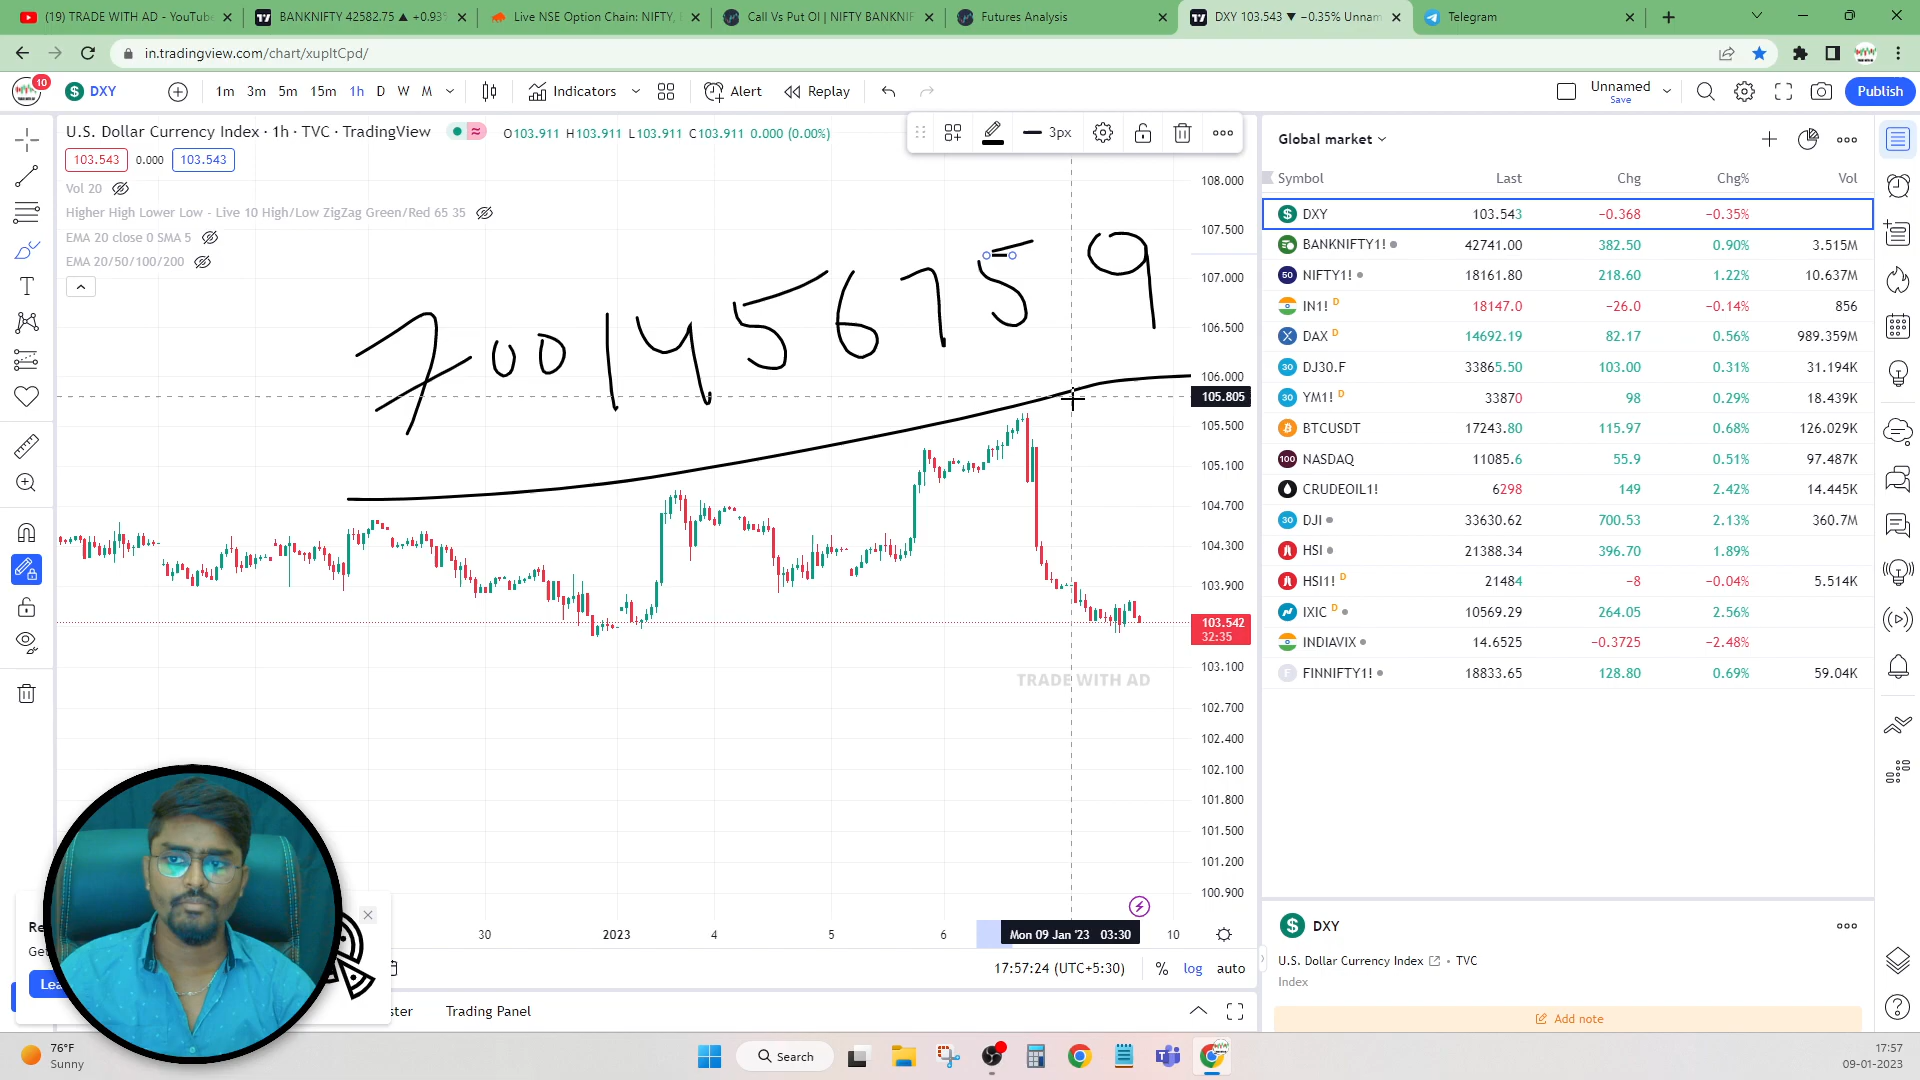 (19) TRADE WITH AD - YouTube
BANKNIFTY 42582.75 ▲ +0.93%
Live NSE Option Chain: NIFTY,
Call Vs Put OI | NIFTY BANKNIF
Futures Analysis
DXY 103.543 ▼ −0.35% Unnam
Telegram
in.tradingview.com/chart/xupltCpd/
10
DXY 1m 3m 5m 15m 1h D W M Indicators Alert Replay Unnamed Save Publish
U.S. Dollar Currency Index · 1h · TVC · TradingView O103.911 H103.911 L103.911 C103.911 0.000 (0.00%)
3px
103.543 0.000 103.543
Vol 20
Higher High Lower Low - Live 10 High/Low ZigZag Green/Red 65 35
EMA 20 close 0 SMA 5
EMA 20/50/100/200
T
108.000
107.500
107.000
106.500
106.000
105.805
105.500
105.100
104.700
104.300
103.900
103.542
32:35
103.100
102.700
102.400
102.100
101.800
101.500
101.200
100.900
TRADE WITH AD
30 2023 4 5 6 Mon 09 Jan '23 03:30 10
17:57:24 (UTC+5:30) % log auto
Trading Panel
Global market
Symbol Last Chg Chg% Vol
DXY 103.543 −0.368 −0.35%
BANKNIFTY1! 42741.00 382.50 0.90% 3.515M
50 NIFTY1! 18161.80 218.60 1.22% 10.637M
IN1! D 18147.0 −26.0 −0.14% 856
DAX D 14692.19 82.17 0.56% 989.359M
30 DJ30.F 33865.50 103.00 0.31% 31.194K
30 YM1! D 33870 98 0.29% 18.439K
BTCUSDT 17243.80 115.97 0.68% 126.029K
100 NASDAQ 11085.6 55.9 0.51% 97.487K
CRUDEOIL1! 6298 149 2.42% 14.445K
30 DJI 33630.62 700.53 2.13% 360.7M
HSI 21388.34 396.70 1.89%
HSI1! D 21484 −8 −0.04% 5.514K
IXIC D 10569.29 264.05 2.56%
INDIAVIX 14.6525 −0.3725 −2.48%
F FINNIFTY1! 18833.65 128.80 0.69% 59.04K
DXY
U.S. Dollar Currency Index · TVC
Index
Add note
76°F
Sunny
Search
17:57
09-01-2023